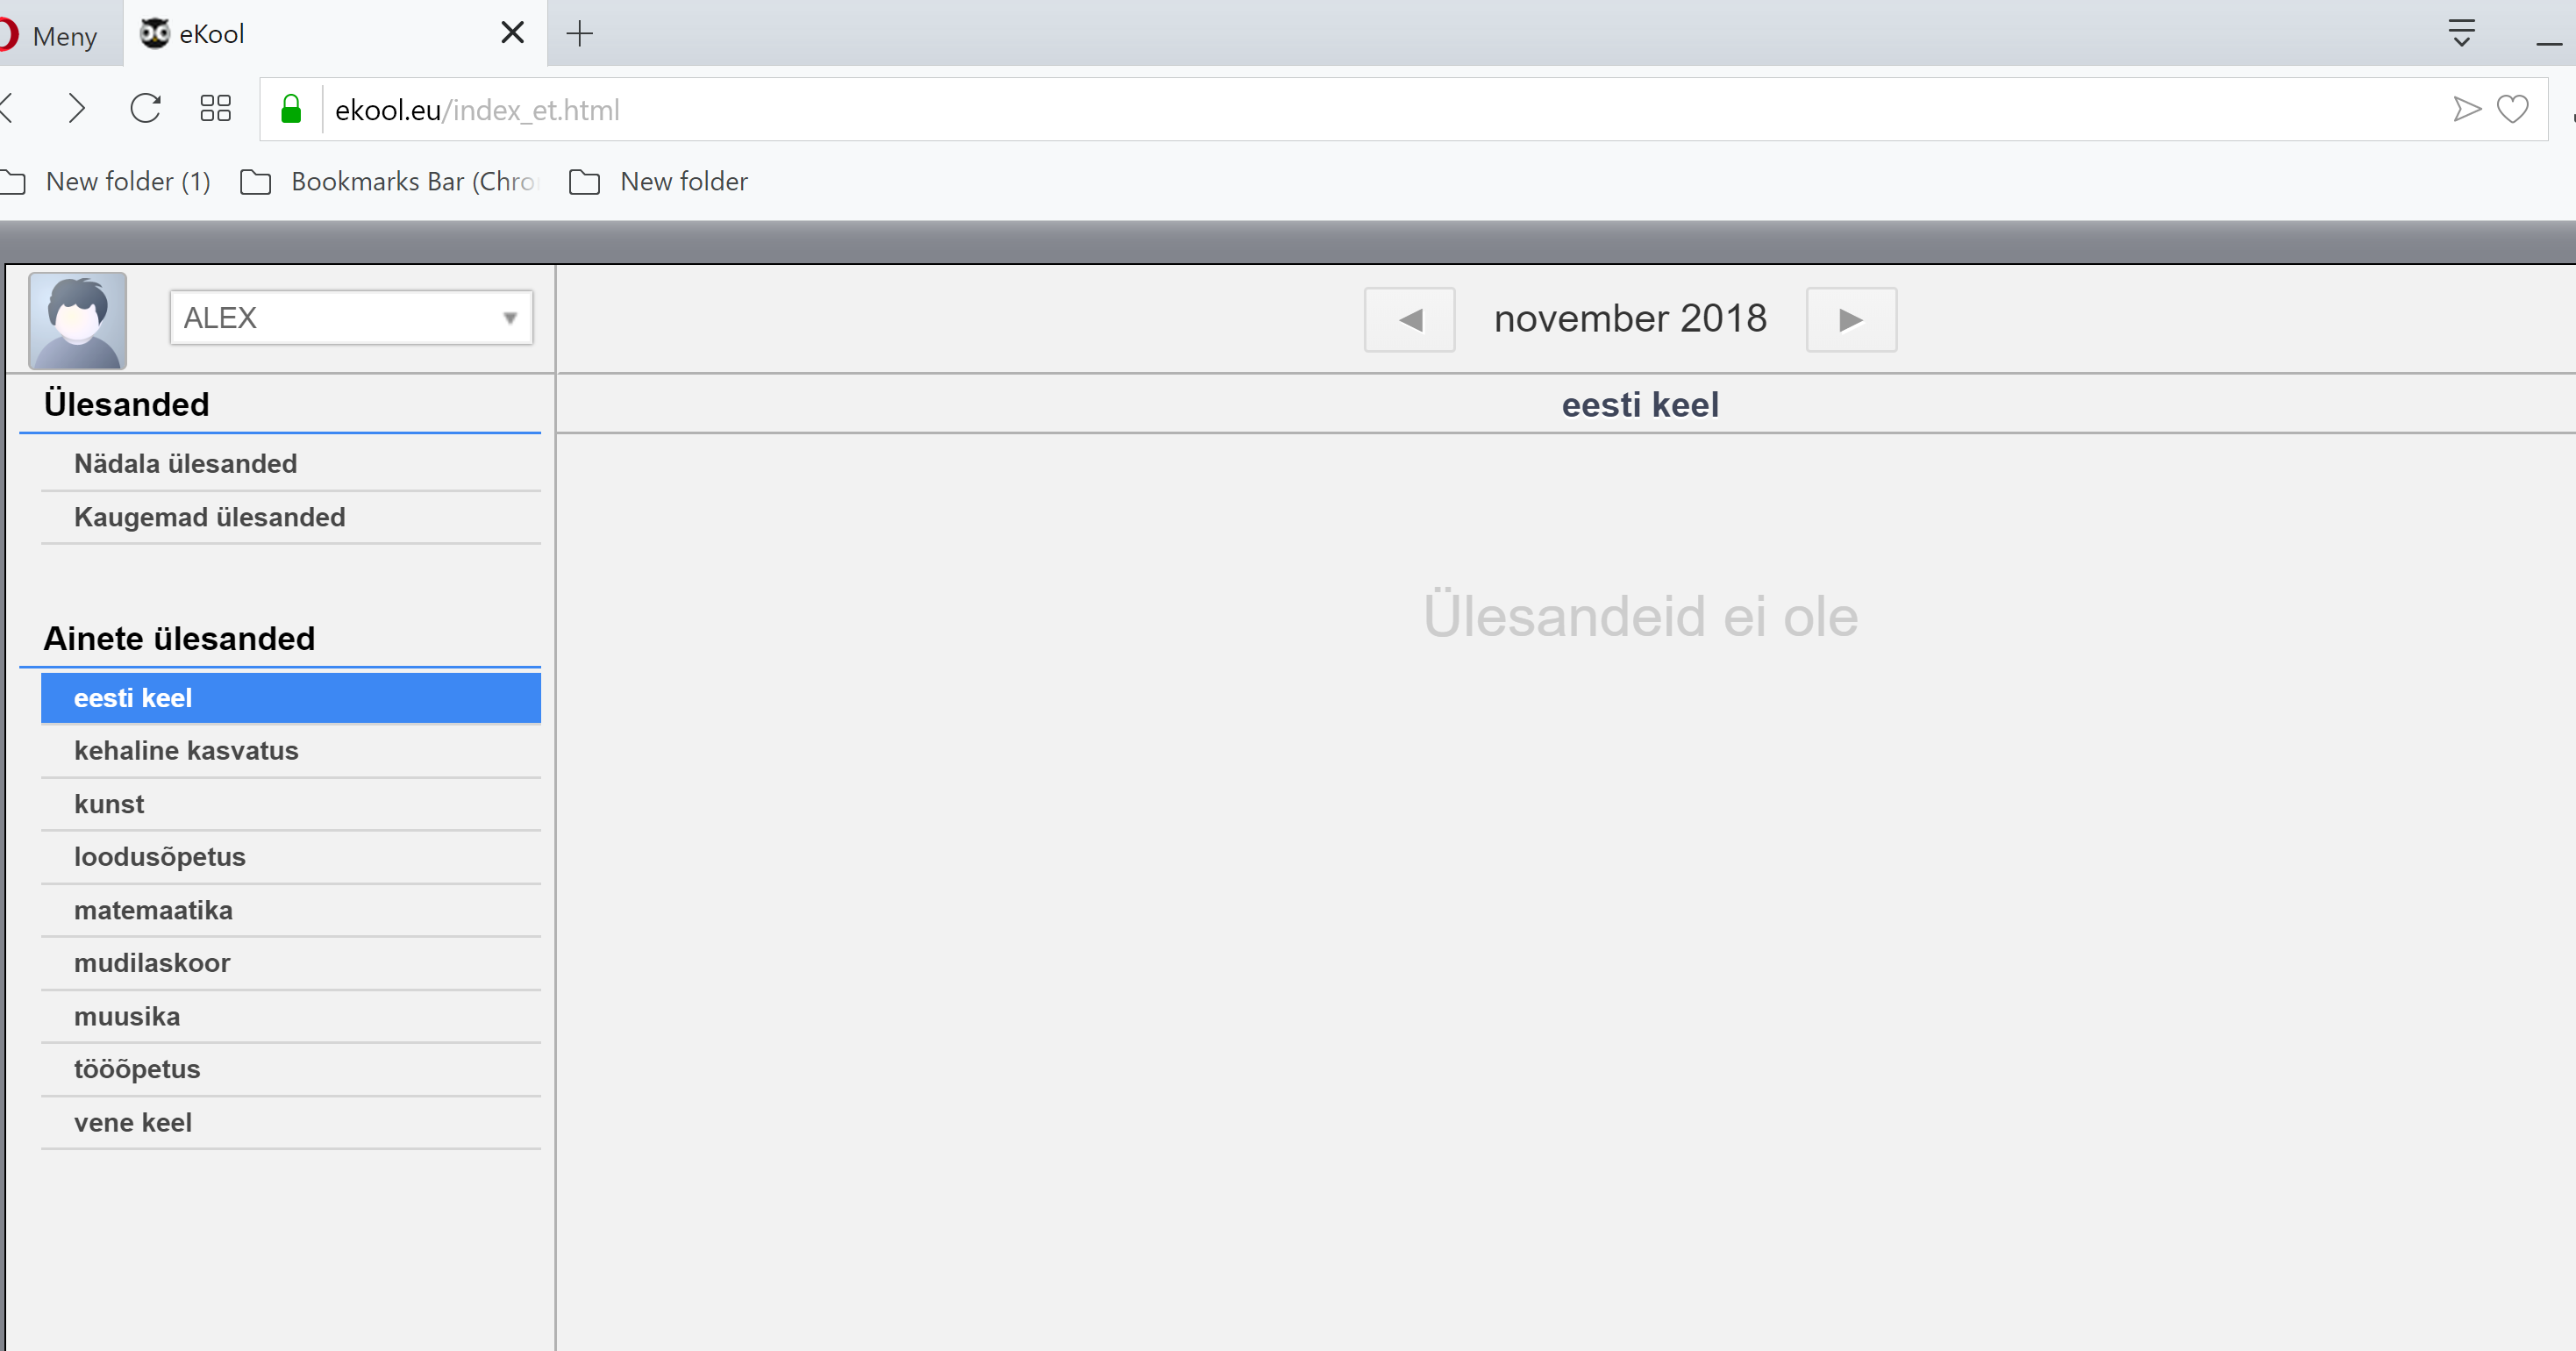 Meny
eKool
ekool.eu/index_et.html
New folder (1)
Bookmarks Bar (Chro
New folder
ALEX
november 2018
Ülesanded
eesti keel
Nädala ülesanded
Kaugemad ülesanded
Ülesandeid ei ole
Ainete ülesanded
eesti keel
kehaline kasvatus
kunst
loodusõpetus
matemaatika
mudilaskoor
muusika
tööõpetus
vene keel